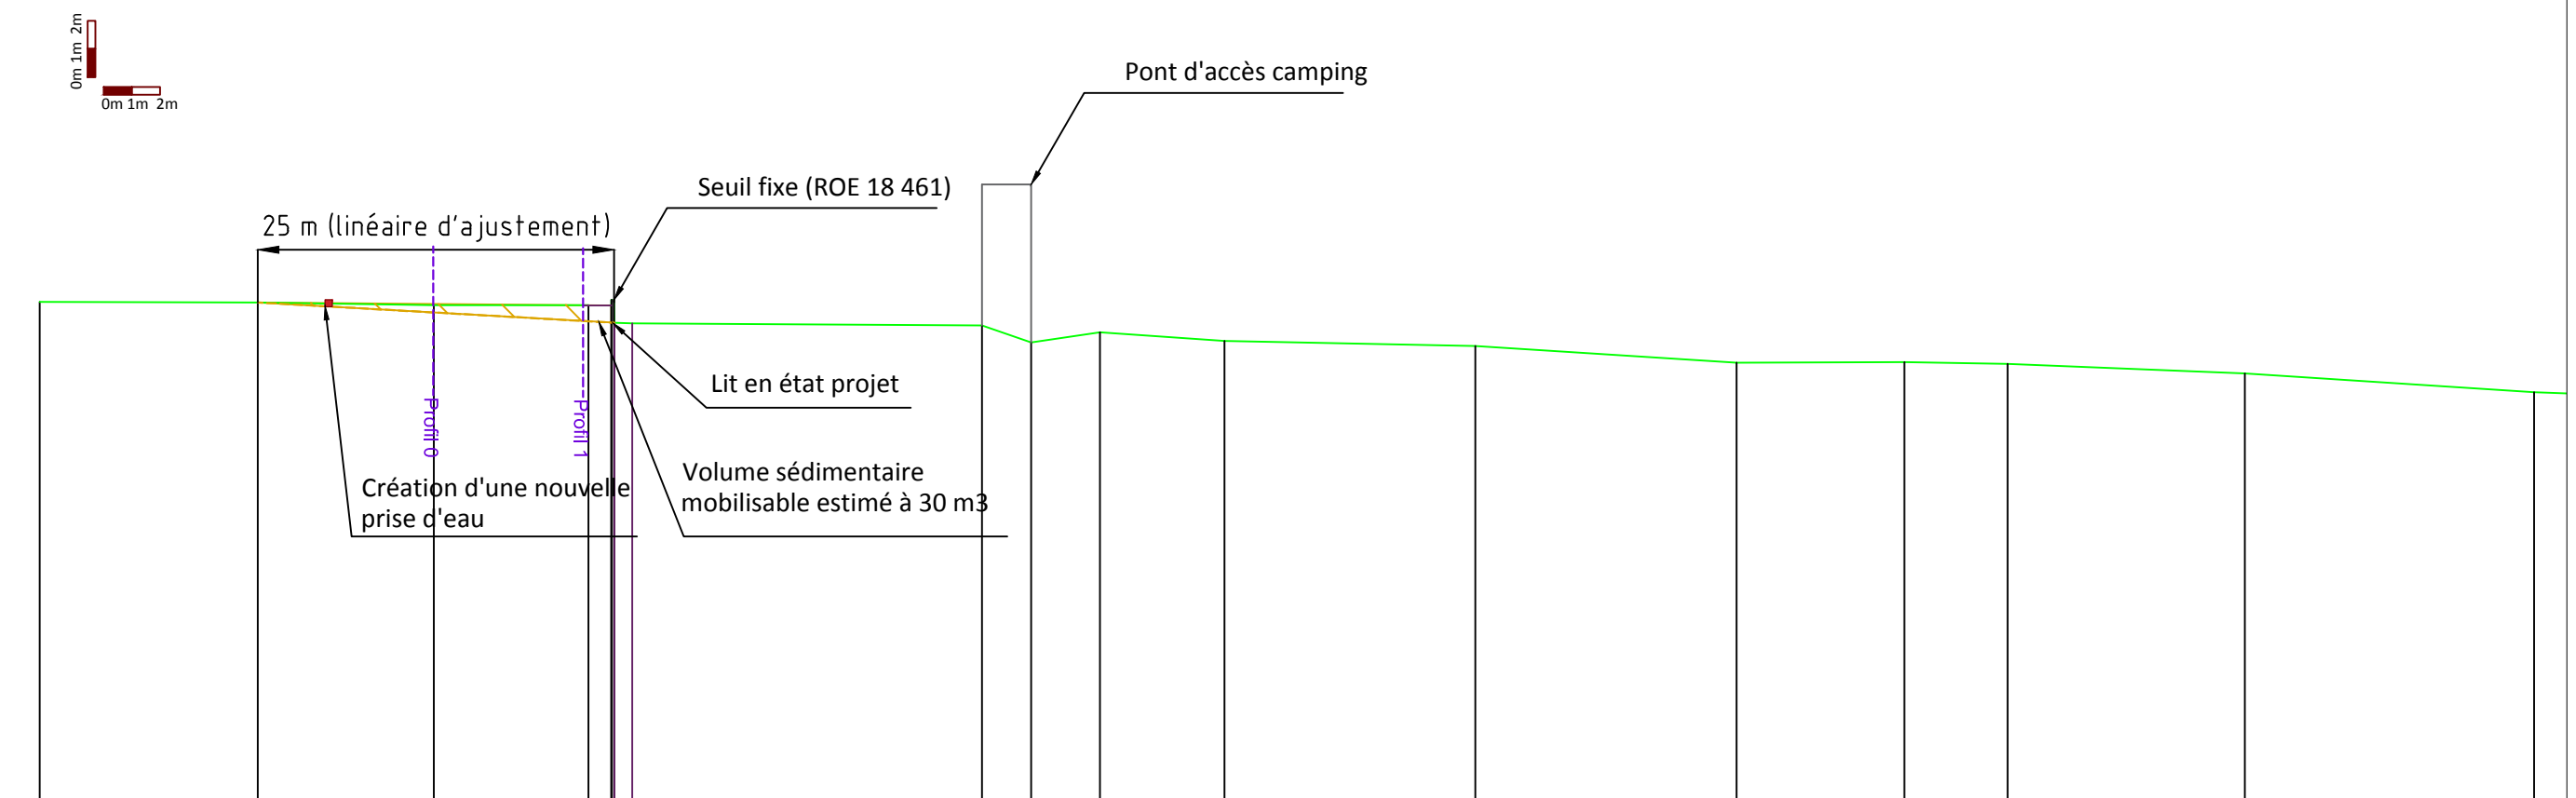 0m 1m 2m
0m 1m 2m
Pont d'accès camping
Seuil fixe (ROE 18 461)
25 m (linéaire d'ajustement)
Lit en état projet
Profil 0
Profil 1
Volume sédimentaire
mobilisable estimé à 30 m3
Création d'une nouvelle
prise d'eau